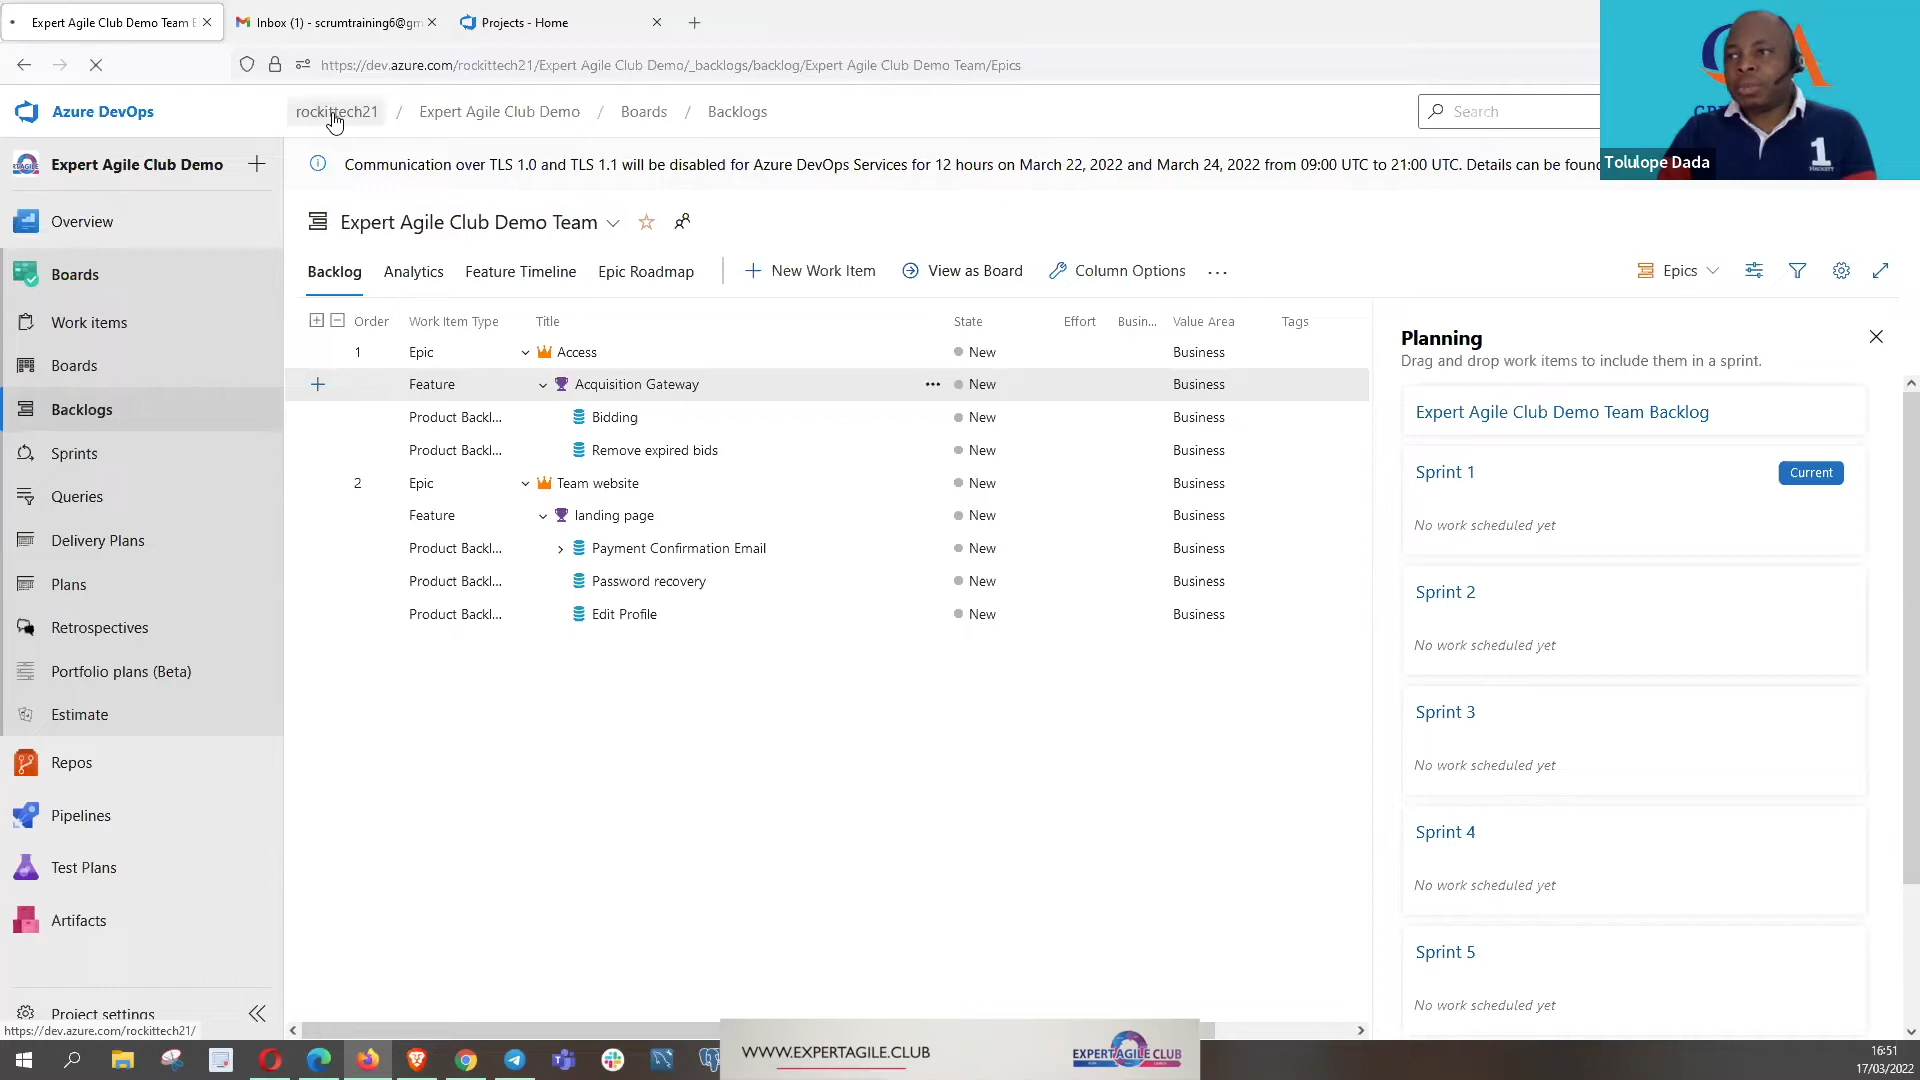 Expert Agile Club Demo Team E
Inbox (1) - scrumtraining6@gm
Projects - Home
https://dev.azure.com/rockittech21/Expert Agile Club Demo/_backlogs/backlog/Expert Agile Club Demo Team/Epics
Azure DevOps
rockittech21 / Expert Agile Club Demo / Boards / Backlogs
Search
Tolulope Dada
1
Expert Agile Club Demo
Communication over TLS 1.0 and TLS 1.1 will be disabled for Azure DevOps Services for 12 hours on March 22, 2022 and March 24, 2022 from 09:00 UTC to 21:00 UTC. Details can be found
Overview
Boards
Work items
Boards
Backlogs
Sprints
Queries
Delivery Plans
Plans
Retrospectives
Portfolio plans (Beta)
Estimate
Repos
Pipelines
Test Plans
Artifacts
Project settings
https://dev.azure.com/rockittech21/
Expert Agile Club Demo Team
Backlog Analytics Feature Timeline Epic Roadmap New Work Item View as Board Column Options ... Epics
Order Work Item Type Title State Effort Busin... Value Area Tags
1 Epic Access New Business
Feature Acquisition Gateway ... New Business
Product Backl... Bidding New Business
Product Backl... Remove expired bids New Business
2 Epic Team website New Business
Feature landing page New Business
Product Backl... Payment Confirmation Email New Business
Product Backl... Password recovery New Business
Product Backl... Edit Profile New Business
Planning
Drag and drop work items to include them in a sprint.
Expert Agile Club Demo Team Backlog
Sprint 1 Current
No work scheduled yet
Sprint 2
No work scheduled yet
Sprint 3
No work scheduled yet
Sprint 4
No work scheduled yet
Sprint 5
No work scheduled yet
WWW.EXPERTAGILE.CLUB
EXPERTAGILE CLUB
16:51
17/03/2022